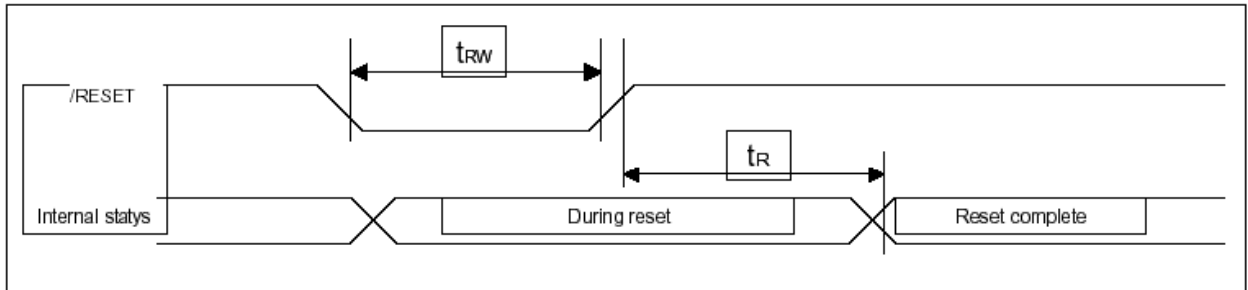 tRW
/RESET
tR
Internal statys
During reset
Reset complete